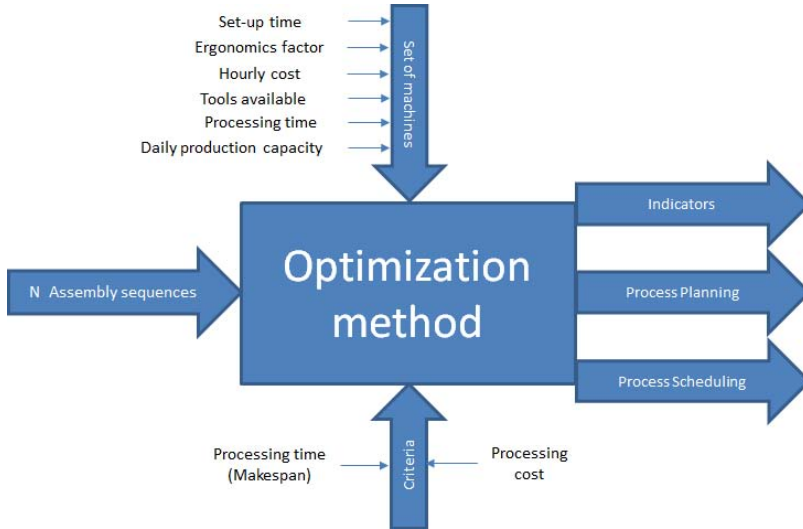 Set-up time
Ergonomics factor
Hourly cost
Tools available
Processing time
Daily production capacity
Set of machines
N Assembly sequences
Optimization
method
Indicators
Process Planning
Process Scheduling
Processing time
(Makespan)
Criteria
Processing
cost